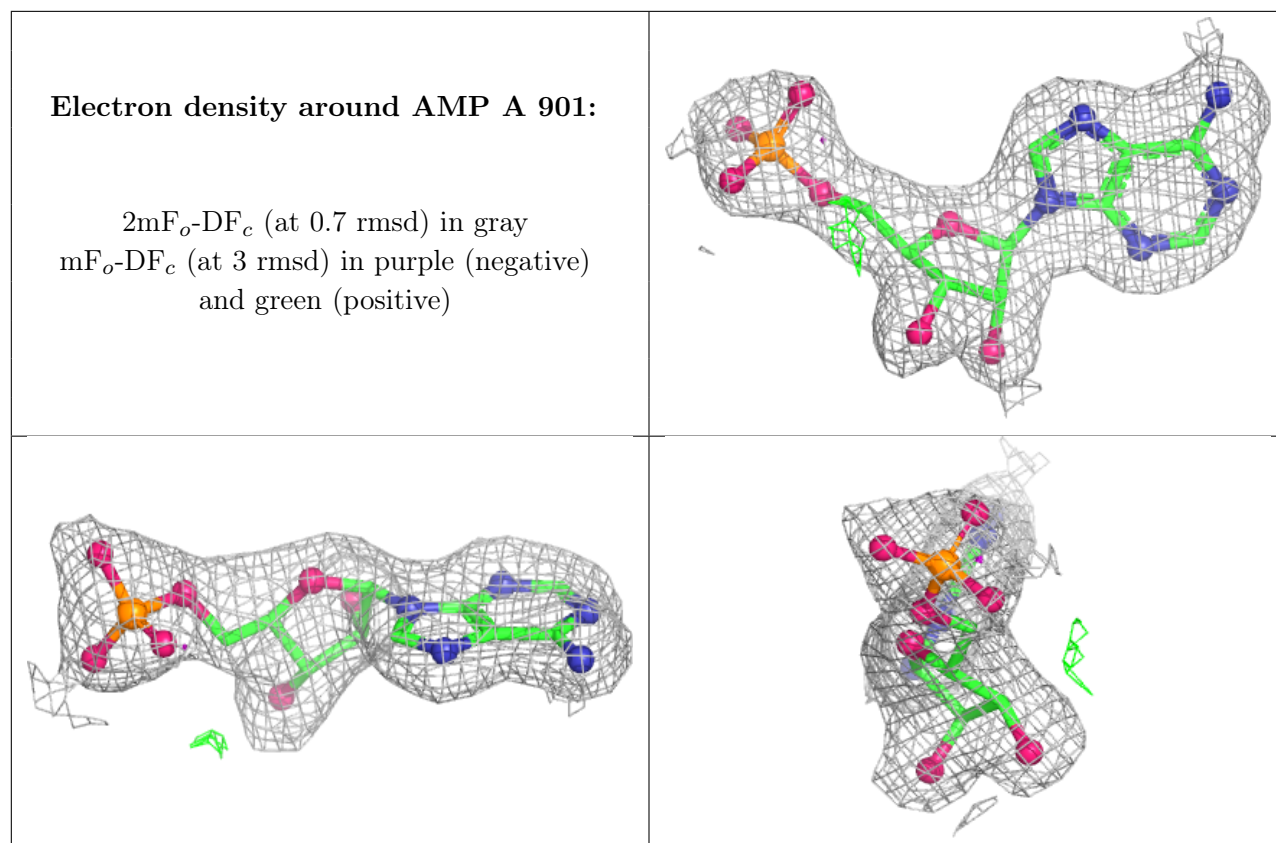 Electron density around AMP A 901:
2mFo-DFc (at 0.7 rmsd) in gray
mFo-DFc (at 3 rmsd) in purple (negative)
and green (positive)